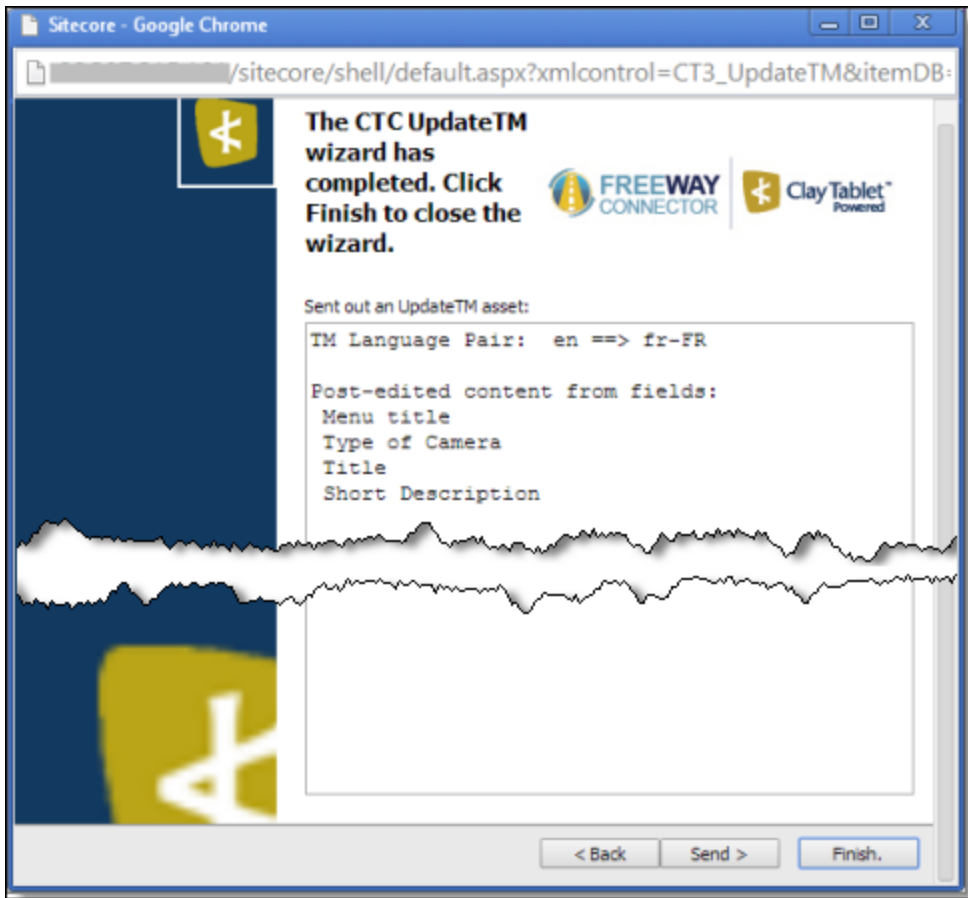 Sitecore - Google Chrome
/sitecore/shell/default.aspx?xmlcontrol=CT3_UpdateTM&itemDB=
The CTC UpdateTM
wizard has
completed. Click
Finish to close the
wizard.
FREEWAY
CONNECTOR
Clay Tablet™
Powered
Sent out an UpdateTM asset:
TM Language Pair:  en ==> fr-FR
Post-edited content from fields:
Menu title
Type of Camera
Title
Short Description
< Back
Send >
Finish.